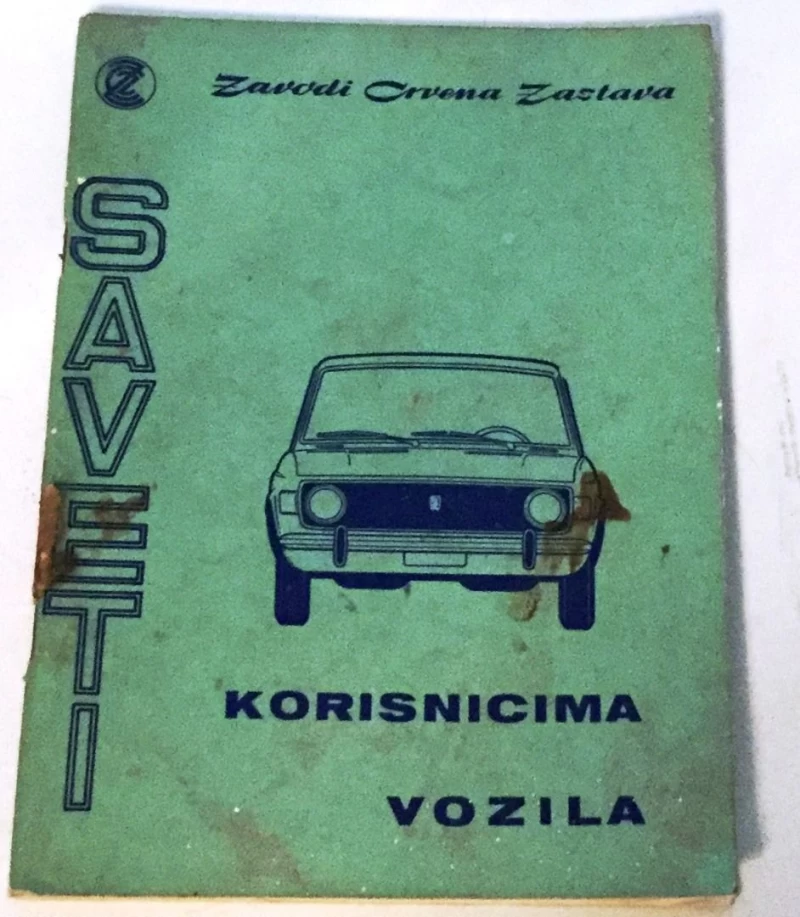 Zavodi Crvena Zastava
SAVETI
KORISNICIMA
VOZILA